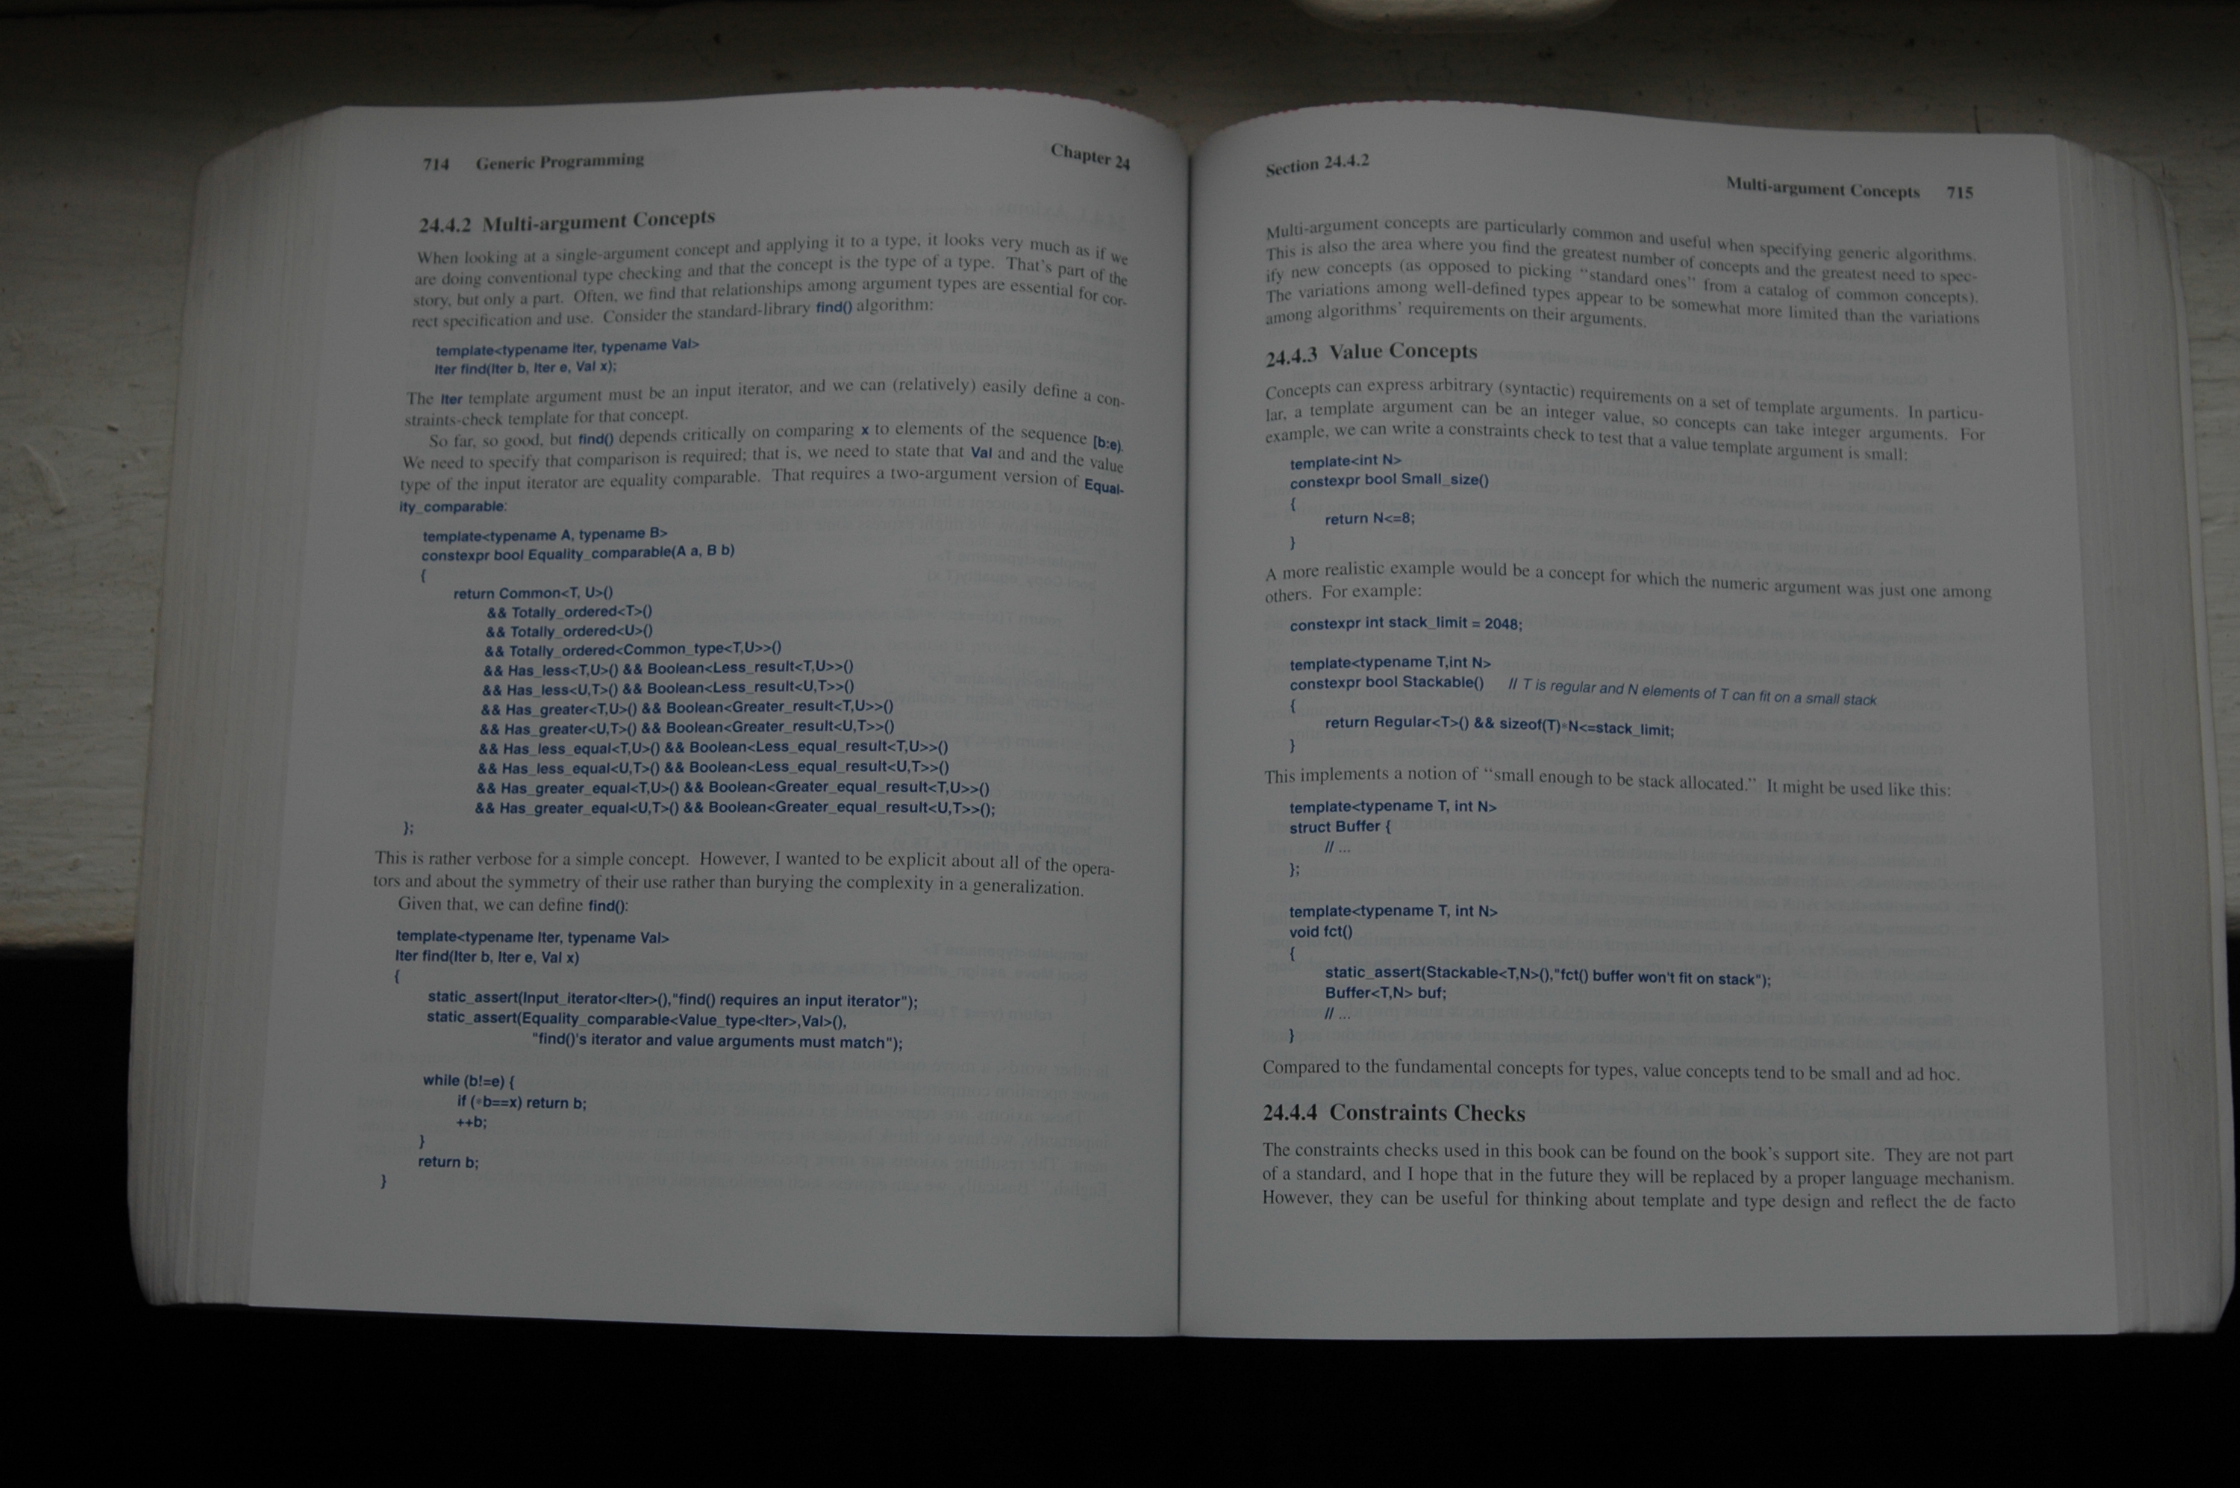 714 Generic Programming Chapter 24
24.4.2 Multi-argument Concepts
When looking at a single-argument concept and applying it to a type, it looks very much as if we
are doing conventional type checking and that the concept is the type of a type. That's part of the
story, but only a part. Often, we find that relationships among argument types are essential for cor-
rect specification and use. Consider the standard-library find() algorithm:
template<typename Iter, typename Val>
Iter find(Iter b, Iter e, Val x);
The Iter template argument must be an input iterator, and we can (relatively) easily define a con-
straints-check template for that concept.
So far, so good, but find() depends critically on comparing x to elements of the sequence [b:e).
We need to specify that comparison is required; that is, we need to state that Val and and the value
type of the input iterator are equality comparable. That requires a two-argument version of Equal-
ity_comparable:
template<typename A, typename B>
constexpr bool Equality_comparable(A a, B b)
{
return Common<T, U>()
&& Totally_ordered<T>()
&& Totally_ordered<U>()
&& Totally_ordered<Common_type<T,U>>()
&& Has_less<T,U>() && Boolean<Less_result<T,U>>()
&& Has_less<U,T>() && Boolean<Less_result<U,T>>()
&& Has_greater<T,U>() && Boolean<Greater_result<T,U>>()
&& Has_greater<U,T>() && Boolean<Greater_result<U,T>>()
&& Has_less_equal<T,U>() && Boolean<Less_equal_result<T,U>>()
&& Has_less_equal<U,T>() && Boolean<Less_equal_result<U,T>>()
&& Has_greater_equal<T,U>() && Boolean<Greater_equal_result<T,U>>()
&& Has_greater_equal<U,T>() && Boolean<Greater_equal_result<U,T>>();
};
This is rather verbose for a simple concept. However, I wanted to be explicit about all of the opera-
tors and about the symmetry of their use rather than burying the complexity in a generalization.
Given that, we can define find():
template<typename Iter, typename Val>
Iter find(Iter b, Iter e, Val x)
{
static_assert(Input_iterator<Iter>(),"find() requires an input iterator");
static_assert(Equality_comparable<Value_type<Iter>,Val>(),
"find()'s iterator and value arguments must match");
while (b!=e) {
if (*b==x) return b;
++b;
}
return b;
}
Section 24.4.2 Multi-argument Concepts 715
Multi-argument concepts are particularly common and useful when specifying generic algorithms.
This is also the area where you find the greatest number of concepts and the greatest need to spec-
ify new concepts (as opposed to picking "standard ones" from a catalog of common concepts).
The variations among well-defined types appear to be somewhat more limited than the variations
among algorithms' requirements on their arguments.
24.4.3 Value Concepts
Concepts can express arbitrary (syntactic) requirements on a set of template arguments. In particu-
lar, a template argument can be an integer value, so concepts can take integer arguments. For
example, we can write a constraints check to test that a value template argument is small:
template<int N>
constexpr bool Small_size()
{
return N<=8;
}
A more realistic example would be a concept for which the numeric argument was just one among
others. For example:
constexpr int stack_limit = 2048;
template<typename T,int N>
constexpr bool Stackable() // T is regular and N elements of T can fit on a small stack
{
return Regular<T>() && sizeof(T)*N<=stack_limit;
}
This implements a notion of "small enough to be stack allocated." It might be used like this:
template<typename T, int N>
struct Buffer {
// ...
};
template<typename T, int N>
void fct()
{
static_assert(Stackable<T,N>(),"fct() buffer won't fit on stack");
Buffer<T,N> buf;
// ...
}
Compared to the fundamental concepts for types, value concepts tend to be small and ad hoc.
24.4.4 Constraints Checks
The constraints checks used in this book can be found on the book's support site. They are not part
of a standard, and I hope that in the future they will be replaced by a proper language mechanism.
However, they can be useful for thinking about template and type design and reflect the de facto